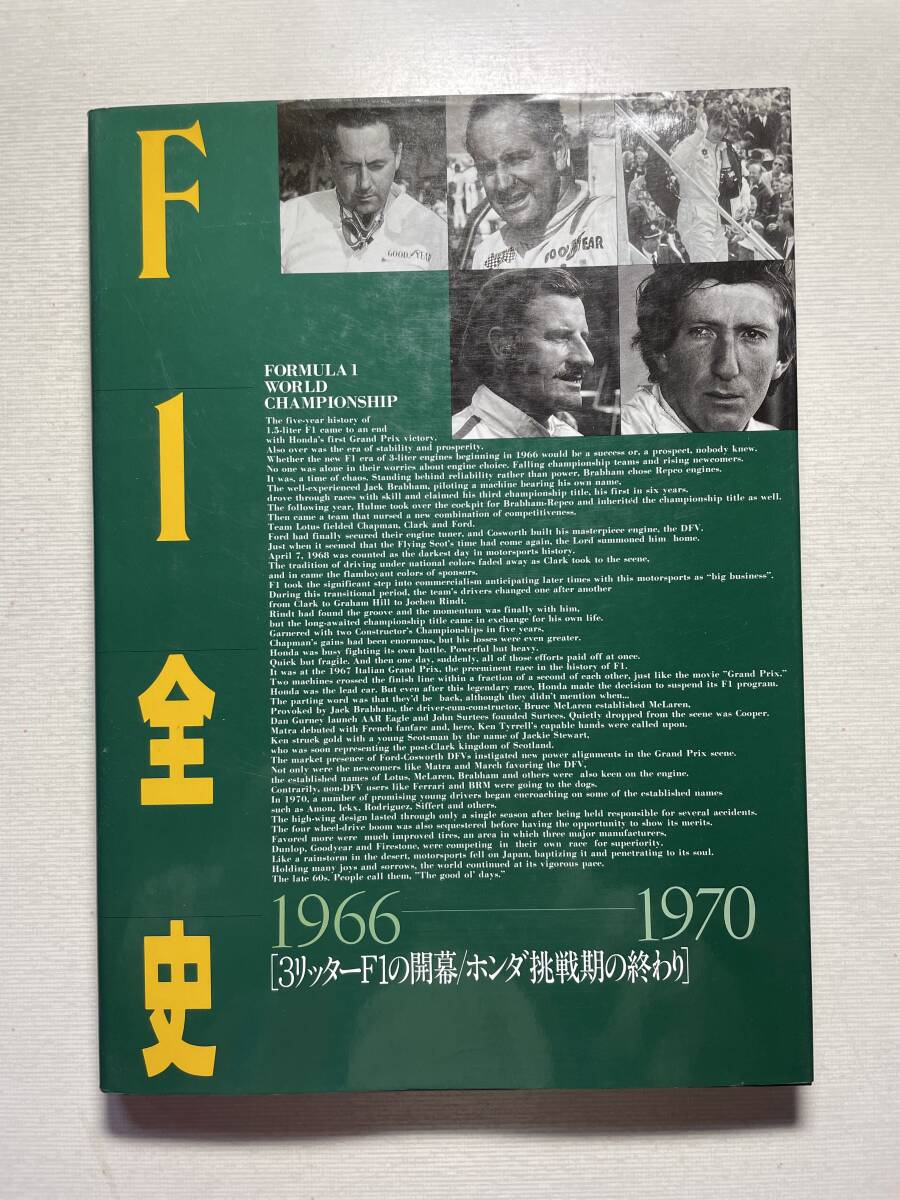 F1全史
GOOD YEAR
GOODYEAR
FORMULA 1
WORLD
CHAMPIONSHIP
The five-year history of
1.5-liter F1 came to an end
with Honda's first Grand Prix victory.
Also over was the era of stability and prosperity.
Whether the new F1 era of 3-liter engines beginning in 1966 would be a success or, a prospect, nobody knew.
No one was alone in their worries about engine choice. Falling championship teams and rising newcomers.
It was, a time of chaos. Standing behind reliability rather than power, Brabham chose Repco engines.
The well-experienced Jack Brabham, piloting a machine bearing his own name,
drove through races with skill and claimed his third championship title, his first in six years.
The following year, Hulme took over the cockpit for Brabham-Repco and inherited the championship title as well.
Then came a team that nursed a new combination of competitiveness.
Team Lotus fielded Chapman, Clark and Ford.
Ford had finally secured their engine tuner, and Cosworth built his masterpiece engine, the DFV.
Just when it seemed that the Flying Scot's time had come again, the Lord summoned him home.
April 7, 1968 was counted as the darkest day in motorsports history.
The tradition of driving under national colors faded away as Clark took to the scene,
and in came the flamboyant colors of sponsors.
F1 took the significant step into commercialism anticipating later times with this motorsports as "big business".
During this transitional period, the team's drivers changed one after another
from Clark to Graham Hill to Jochen Rindt.
Rindt had found the groove and the momentum was finally with him,
but the long-awaited championship title came in exchange for his own life.
Garnered with two Constructor's Championships in five years,
Chapman's gains had been enormous, but his losses were even greater.
Honda was busy fighting its own battle. Powerful but heavy.
Quick but fragile. And then one day, suddenly, all of those efforts paid off at once.
It was at the 1967 Italian Grand Prix, the preeminent race in the history of F1.
Two machines crossed the finish line within a fraction of a second of each other, just like the movie "Grand Prix."
Honda was the lead car. But even after this legendary race, Honda made the decision to suspend its F1 program.
The parting word was that they'd be back, although they didn't mention when...
Provoked by Jack Brabham, the driver-cum-constructor, Bruce McLaren established McLaren,
Dan Gurney launch AAR Eagle and John Surtees founded Surtees. Quietly dropped from the scene was Cooper.
Matra debuted with French fanfare and, here, Ken Tyrrell's capable hands were called upon.
Ken struck gold with a young Scotsman by the name of Jackie Stewart,
who was soon representing the post-Clark kingdom of Scotland.
The market presence of Ford-Cosworth DFVs instigated new power alignments in the Grand Prix scene.
Not only were the newcomers like Matra and March favoring the DFV,
the established names of Lotus, McLaren, Brabham and others were also keen on the engine.
Contrarily, non-DFV users like Ferrari and BRM were going to the dogs.
In 1970, a number of promising young drivers began encroaching on some of the established names
such as Amon, Ickx, Rodriguez, Siffert and others.
The high-wing design lasted through only a single season after being held responsible for several accidents.
The four wheel-drive boom was also sequestered before having the opportunity to show its merits.
Favored more were much improved tires, an area in which three major manufacturers,
Dunlop, Goodyear and Firestone, were competing in their own race for superiority.
Like a rainstorm in the desert, motorsports fell on Japan, baptizing it and penetrating to its soul.
Holding many joys and sorrows, the world continued at its vigorous pace.
The late 60s. People call them, "The good ol' days."
1966 1970
[3リッターF1の開幕/ホンダ挑戦期の終わり]